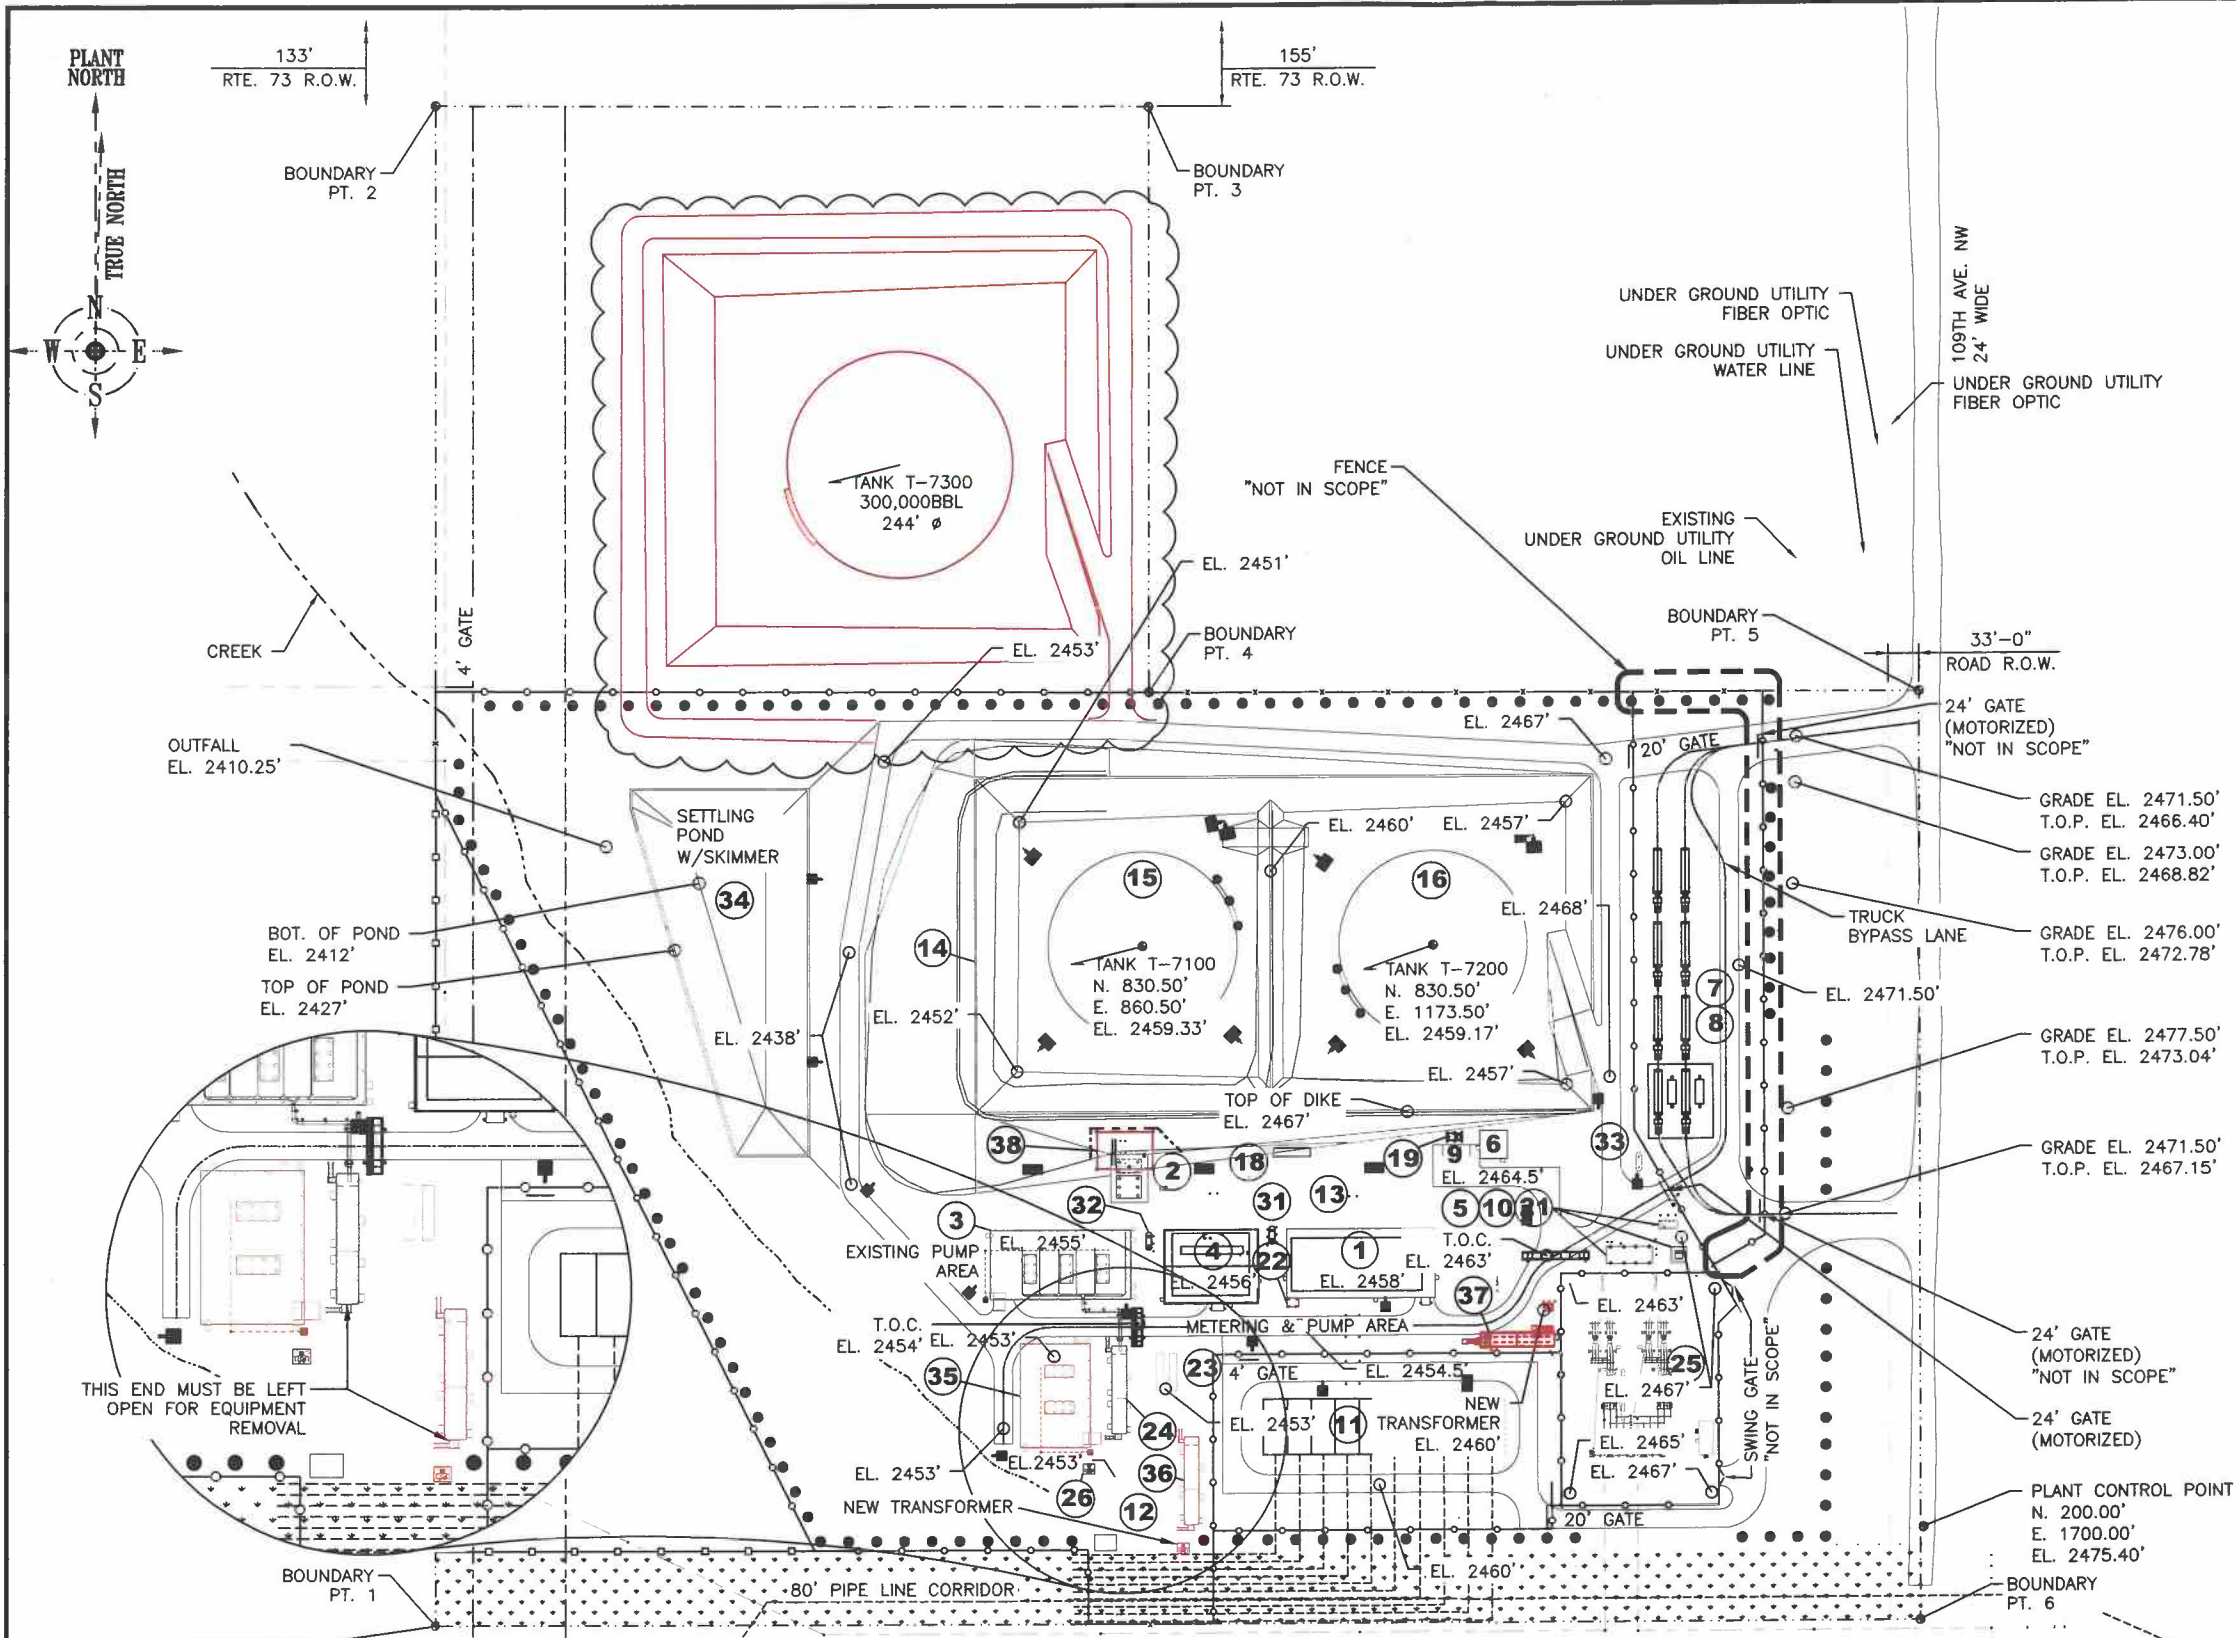 PLANT
NORTH
TRUE NORTH
N
W
E
S
133'
RTE. 73 R.O.W.
155'
RTE. 73 R.O.W.
BOUNDARY
PT. 2
BOUNDARY
PT. 3
109TH AVE. NW
24' WIDE
UNDER GROUND UTILITY
FIBER OPTIC
UNDER GROUND UTILITY
WATER LINE
UNDER GROUND UTILITY
FIBER OPTIC
TANK T-7300
300,000BBL
244' Ø
FENCE
"NOT IN SCOPE"
EXISTING
UNDER GROUND UTILITY
OIL LINE
EL. 2451'
BOUNDARY
PT. 5
33'-0"
ROAD R.O.W.
4' GATE
CREEK
EL. 2453'
BOUNDARY
PT. 4
24' GATE
(MOTORIZED)
"NOT IN SCOPE"
EL. 2467'
20' GATE
OUTFALL
EL. 2410.25'
SETTLING
POND
W/SKIMMER
34
EL. 2460'
EL. 2457'
GRADE EL. 2471.50'
T.O.P. EL. 2466.40'
GRADE EL. 2473.00'
T.O.P. EL. 2468.82'
15
16
EL. 2468'
TRUCK
BYPASS LANE
BOT. OF POND
EL. 2412'
14
GRADE EL. 2476.00'
T.O.P. EL. 2472.78'
TOP OF POND
EL. 2427'
TANK T-7100
N. 830.50'
E. 860.50'
EL. 2459.33'
TANK T-7200
N. 830.50'
E. 1173.50'
EL. 2459.17'
7
8
EL. 2471.50'
EL. 2452'
EL. 2438'
GRADE EL. 2477.50'
T.O.P. EL. 2473.04'
EL. 2457'
TOP OF DIKE
EL. 2467'
38
2
18
19
9
6
33
EL. 2464.5'
GRADE EL. 2471.50'
T.O.P. EL. 2467.15'
32
31
13
5
10
21
3
EXISTING PUMP
AREA
EL. 2455'
4
EL. 2456'
22
1
EL. 2458'
T.O.C.
EL. 2463'
37
EL. 2463'
T.O.C.
EL. 2454'
EL. 2453'
METERING & PUMP AREA
35
23
4' GATE
EL. 2454.5'
25
EL. 2467'
SWING GATE
"NOT IN SCOPE"
24' GATE
(MOTORIZED)
"NOT IN SCOPE"
THIS END MUST BE LEFT
OPEN FOR EQUIPMENT
REMOVAL
24
EL. 2453'
11
NEW
TRANSFORMER
EL. 2460'
EL. 2465'
EL. 2467'
24' GATE
(MOTORIZED)
EL. 2453'
EL.2453'
36
26
12
NEW TRANSFORMER
20' GATE
PLANT CONTROL POINT
N. 200.00'
E. 1700.00'
EL. 2475.40'
BOUNDARY
PT. 1
80' PIPE LINE CORRIDOR
EL. 2460'
BOUNDARY
PT. 6